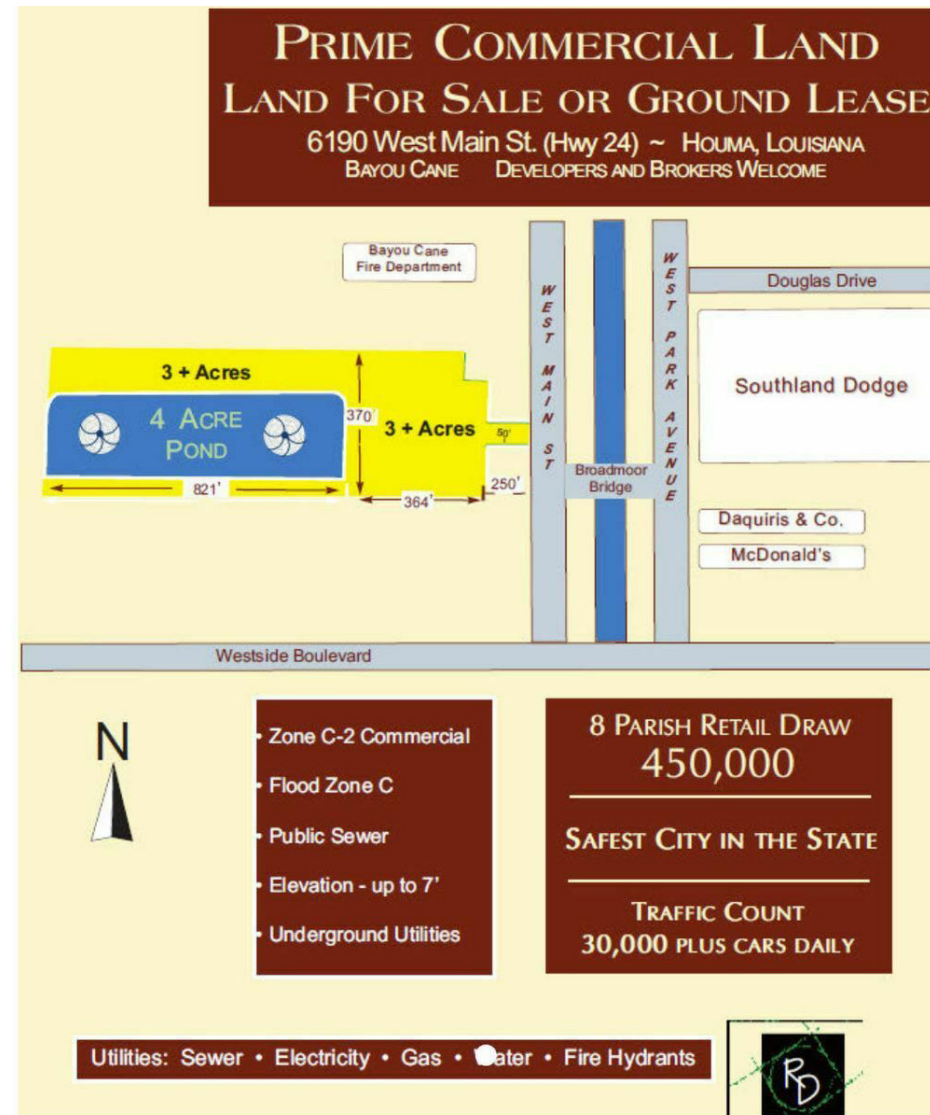 PRIME COMMERCIAL LAND
LAND FOR SALE OR GROUND LEASE
6190 West Main St. (Hwy 24) ~ HOUMA, LOUISIANA
BAYOU CANE DEVELOPERS AND BROKERS WELCOME
Bayou Cane
Fire Department
WEST MAIN ST
WEST PARK AVENUE
Douglas Drive
3 + Acres
4 ACRE
POND
370'
3 + Acres
50'
Southland Dodge
Broadmoor
Bridge
821'
364'
250'
Daquiris & Co.
McDonald's
Westside Boulevard
N
• Zone C-2 Commercial
• Flood Zone C
• Public Sewer
• Elevation - up to 7'
• Underground Utilities
8 PARISH RETAIL DRAW
450,000
SAFEST CITY IN THE STATE
TRAFFIC COUNT
30,000 PLUS CARS DAILY
Utilities: Sewer • Electricity • Gas • Water • Fire Hydrants
RD